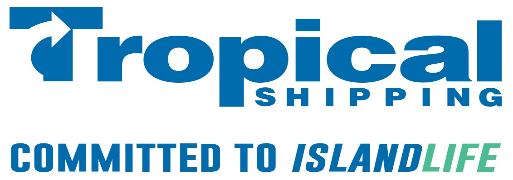 Tropical
SHIPPING
COMMITTED TO ISLANDLIFE